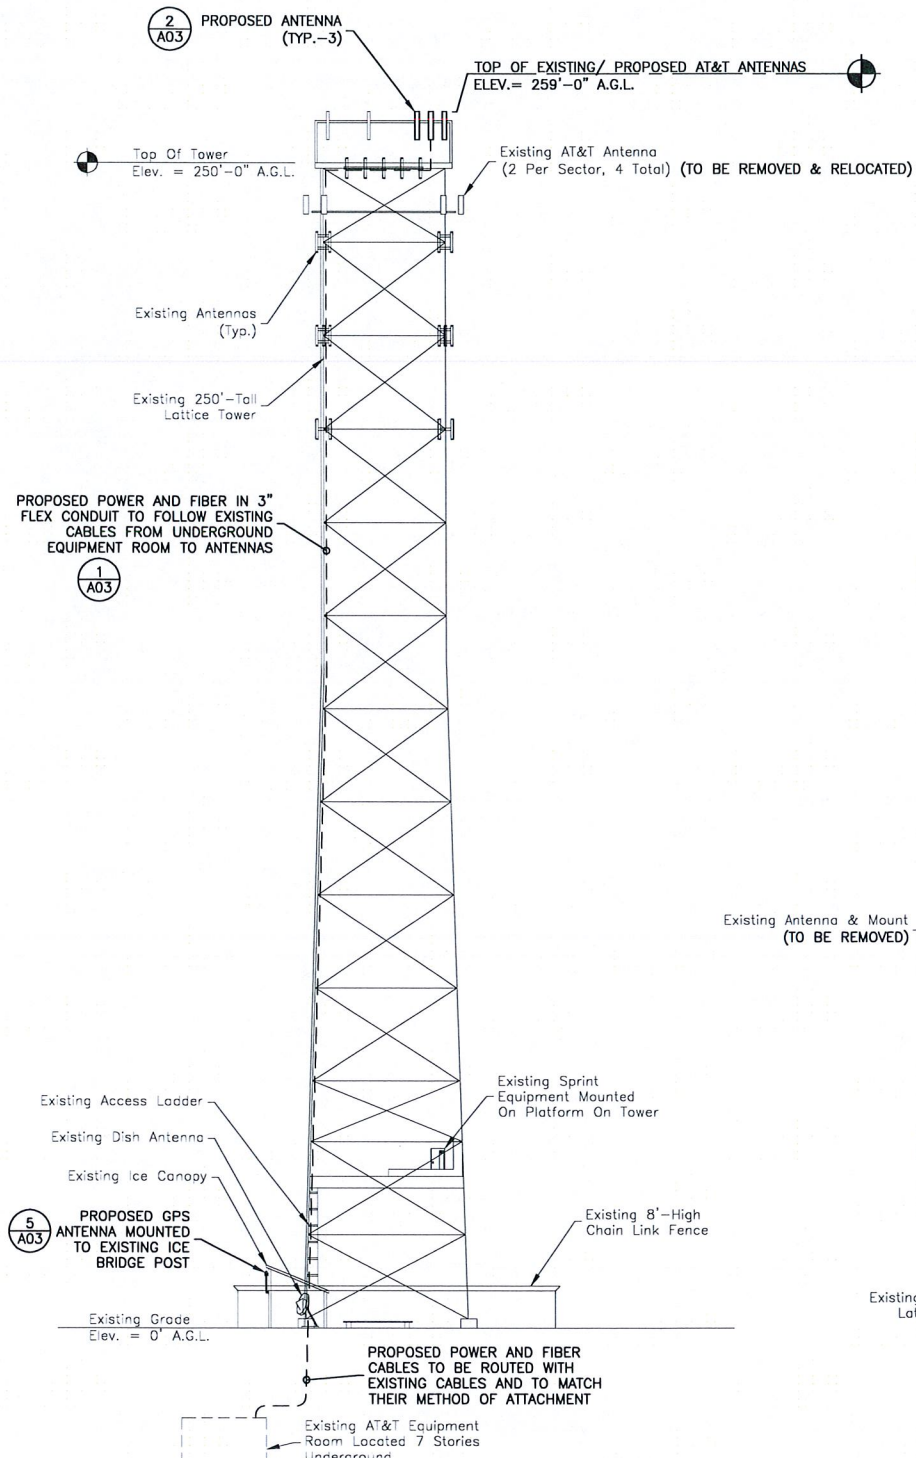 2
A03
PROPOSED ANTENNA
(TYP.-3)
TOP OF EXISTING/ PROPOSED AT&T ANTENNAS
ELEV.= 259'-0" A.G.L.
Top Of Tower
Elev. = 250'-0" A.G.L.
Existing AT&T Antenna
(2 Per Sector, 4 Total) (TO BE REMOVED & RELOCATED)
Existing Antennas
(Typ.)
Existing 250'-Tall
Lattice Tower
PROPOSED POWER AND FIBER IN 3"
FLEX CONDUIT TO FOLLOW EXISTING
CABLES FROM UNDERGROUND
EQUIPMENT ROOM TO ANTENNAS
1
A03
Existing Antenna & Mount
(TO BE REMOVED)
Existing Sprint
Equipment Mounted
On Platform On Tower
Existing Access Ladder
Existing Dish Antenna
Existing Ice Canopy
5
A03
PROPOSED GPS
ANTENNA MOUNTED
TO EXISTING ICE
BRIDGE POST
Existing 8'-High
Chain Link Fence
Existing Grade
Elev. = 0' A.G.L.
Existing
Lat
PROPOSED POWER AND FIBER
CABLES TO BE ROUTED WITH
EXISTING CABLES AND TO MATCH
THEIR METHOD OF ATTACHMENT
Existing AT&T Equipment
Room Located 7 Stories
Underground